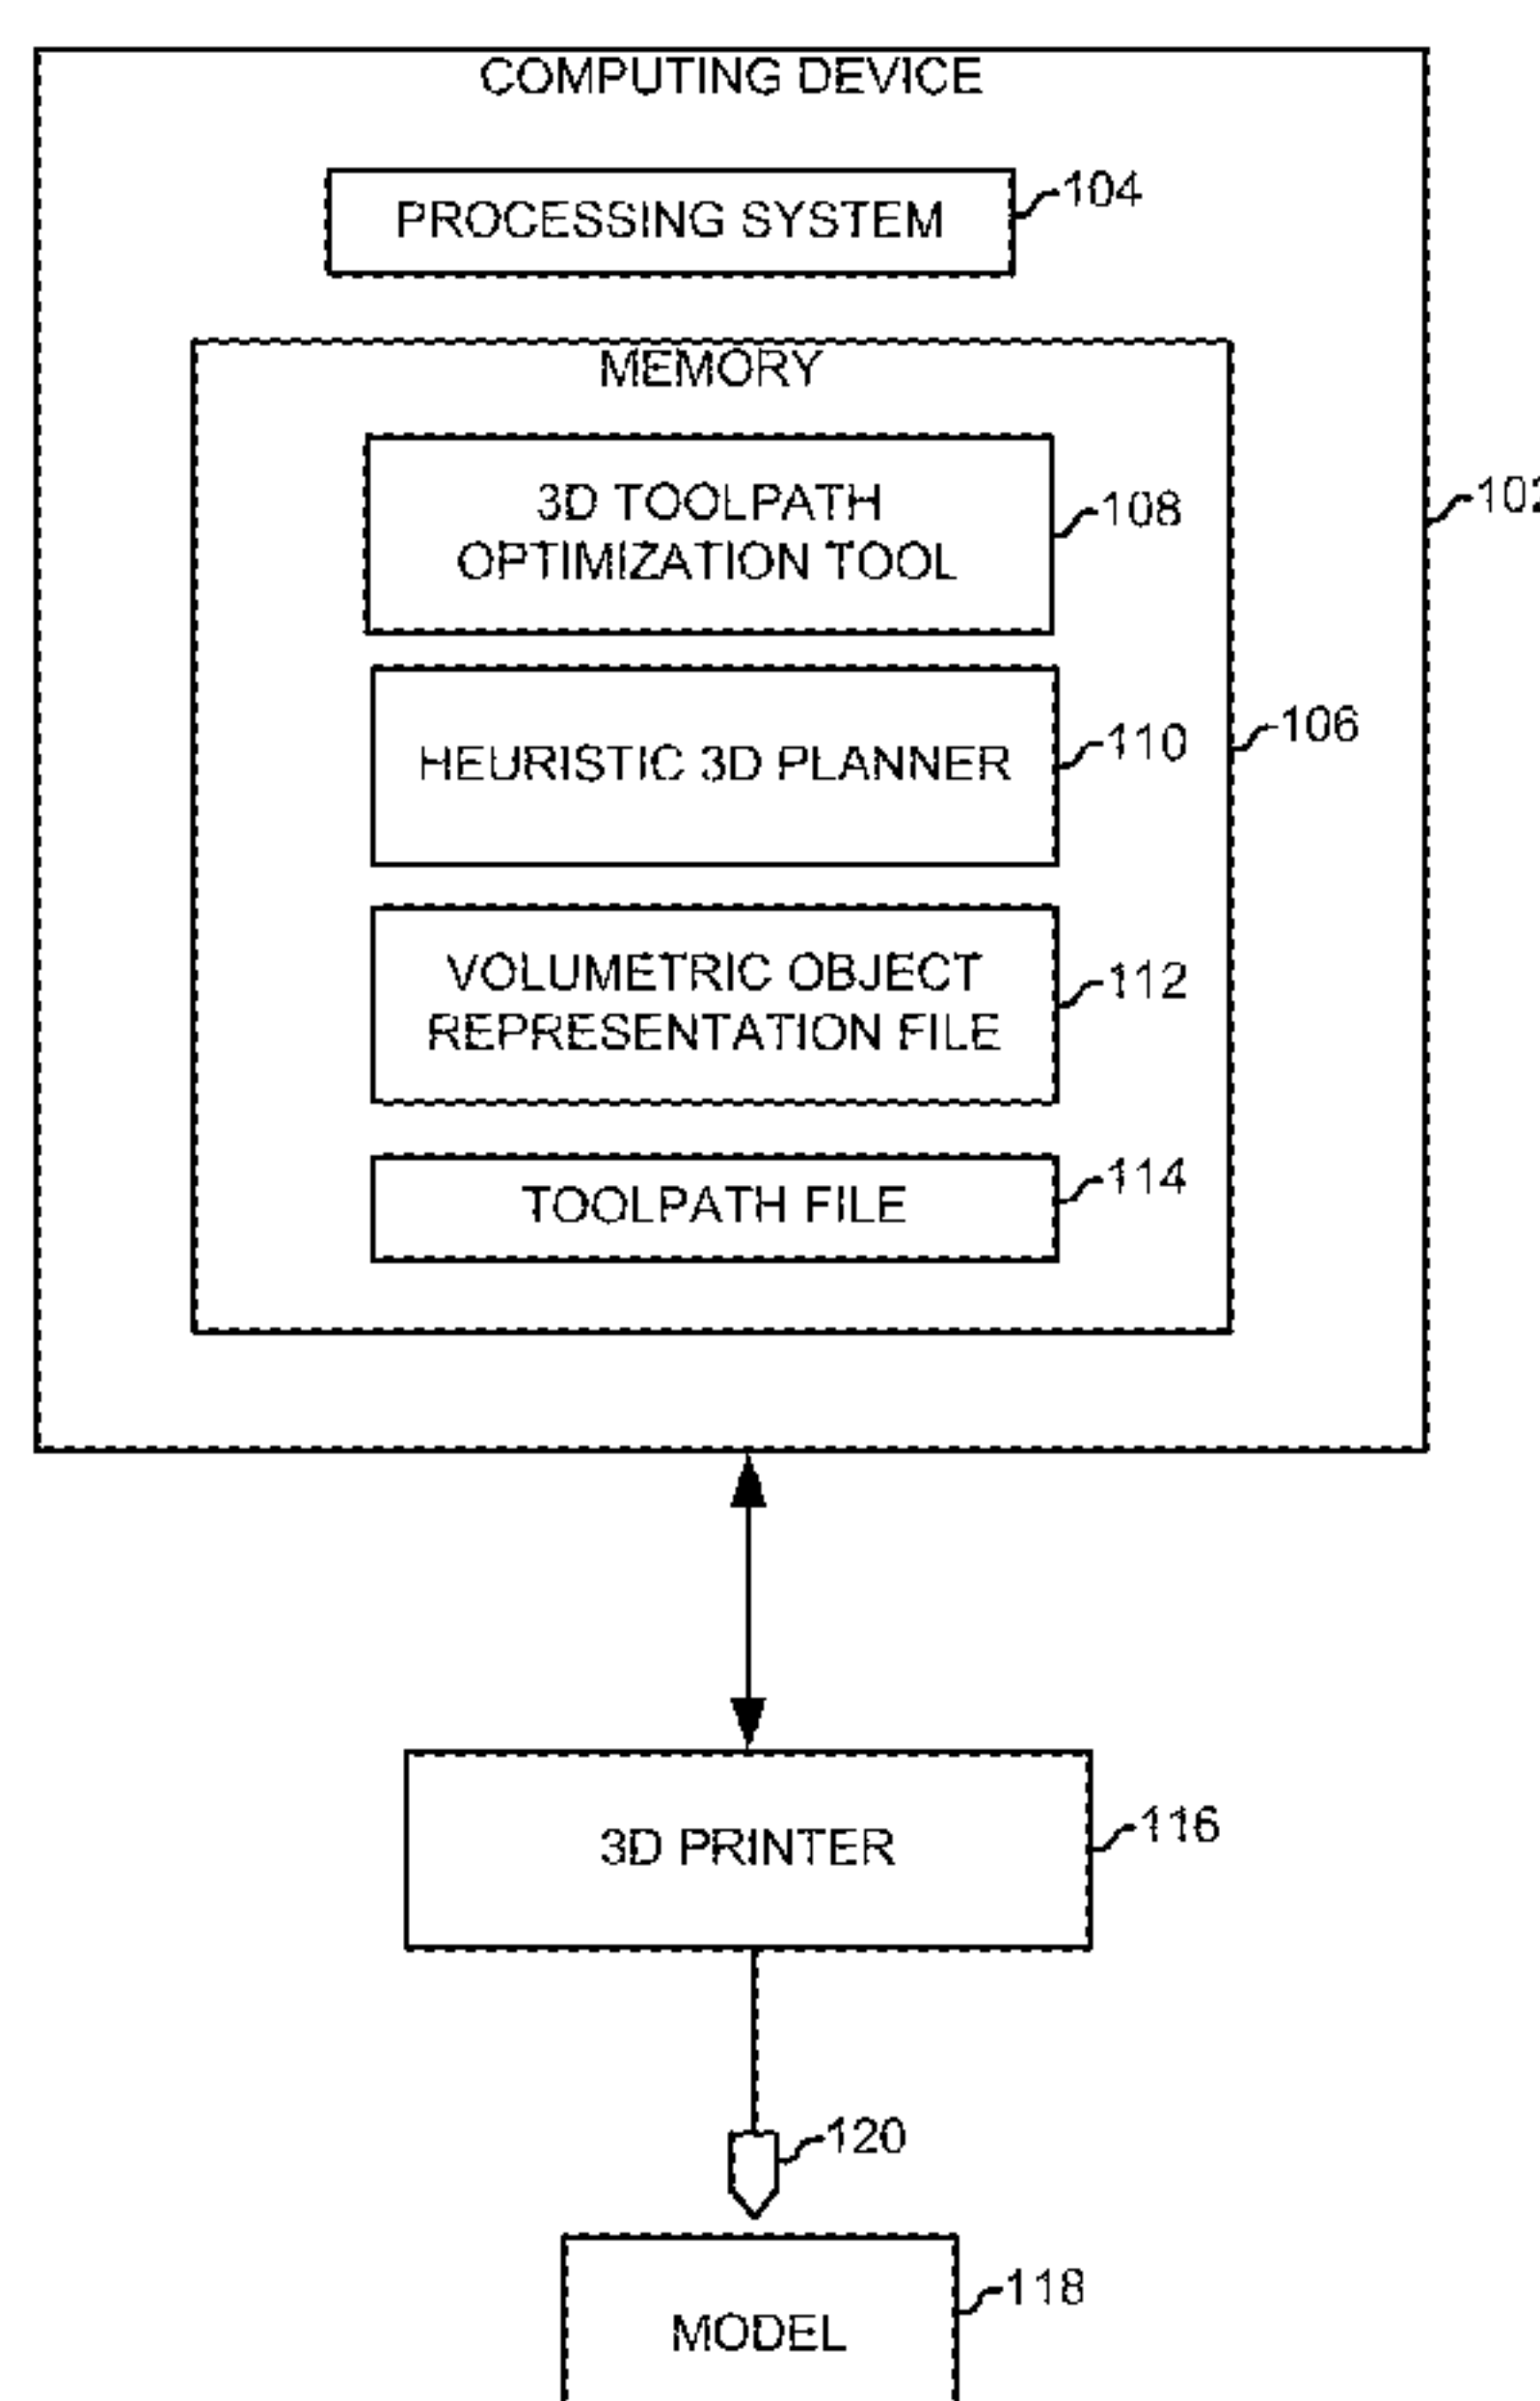 COMPUTING DEVICE
PROCESSING SYSTEM
104
MEMORY
3D TOOLPATH
OPTIMIZATION TOOL
108
102
HEURISTIC 3D PLANNER
110
106
VOLUMETRIC OBJECT
REPRESENTATION FILE
112
TOOLPATH FILE
114
3D PRINTER
116
120
MODEL
118